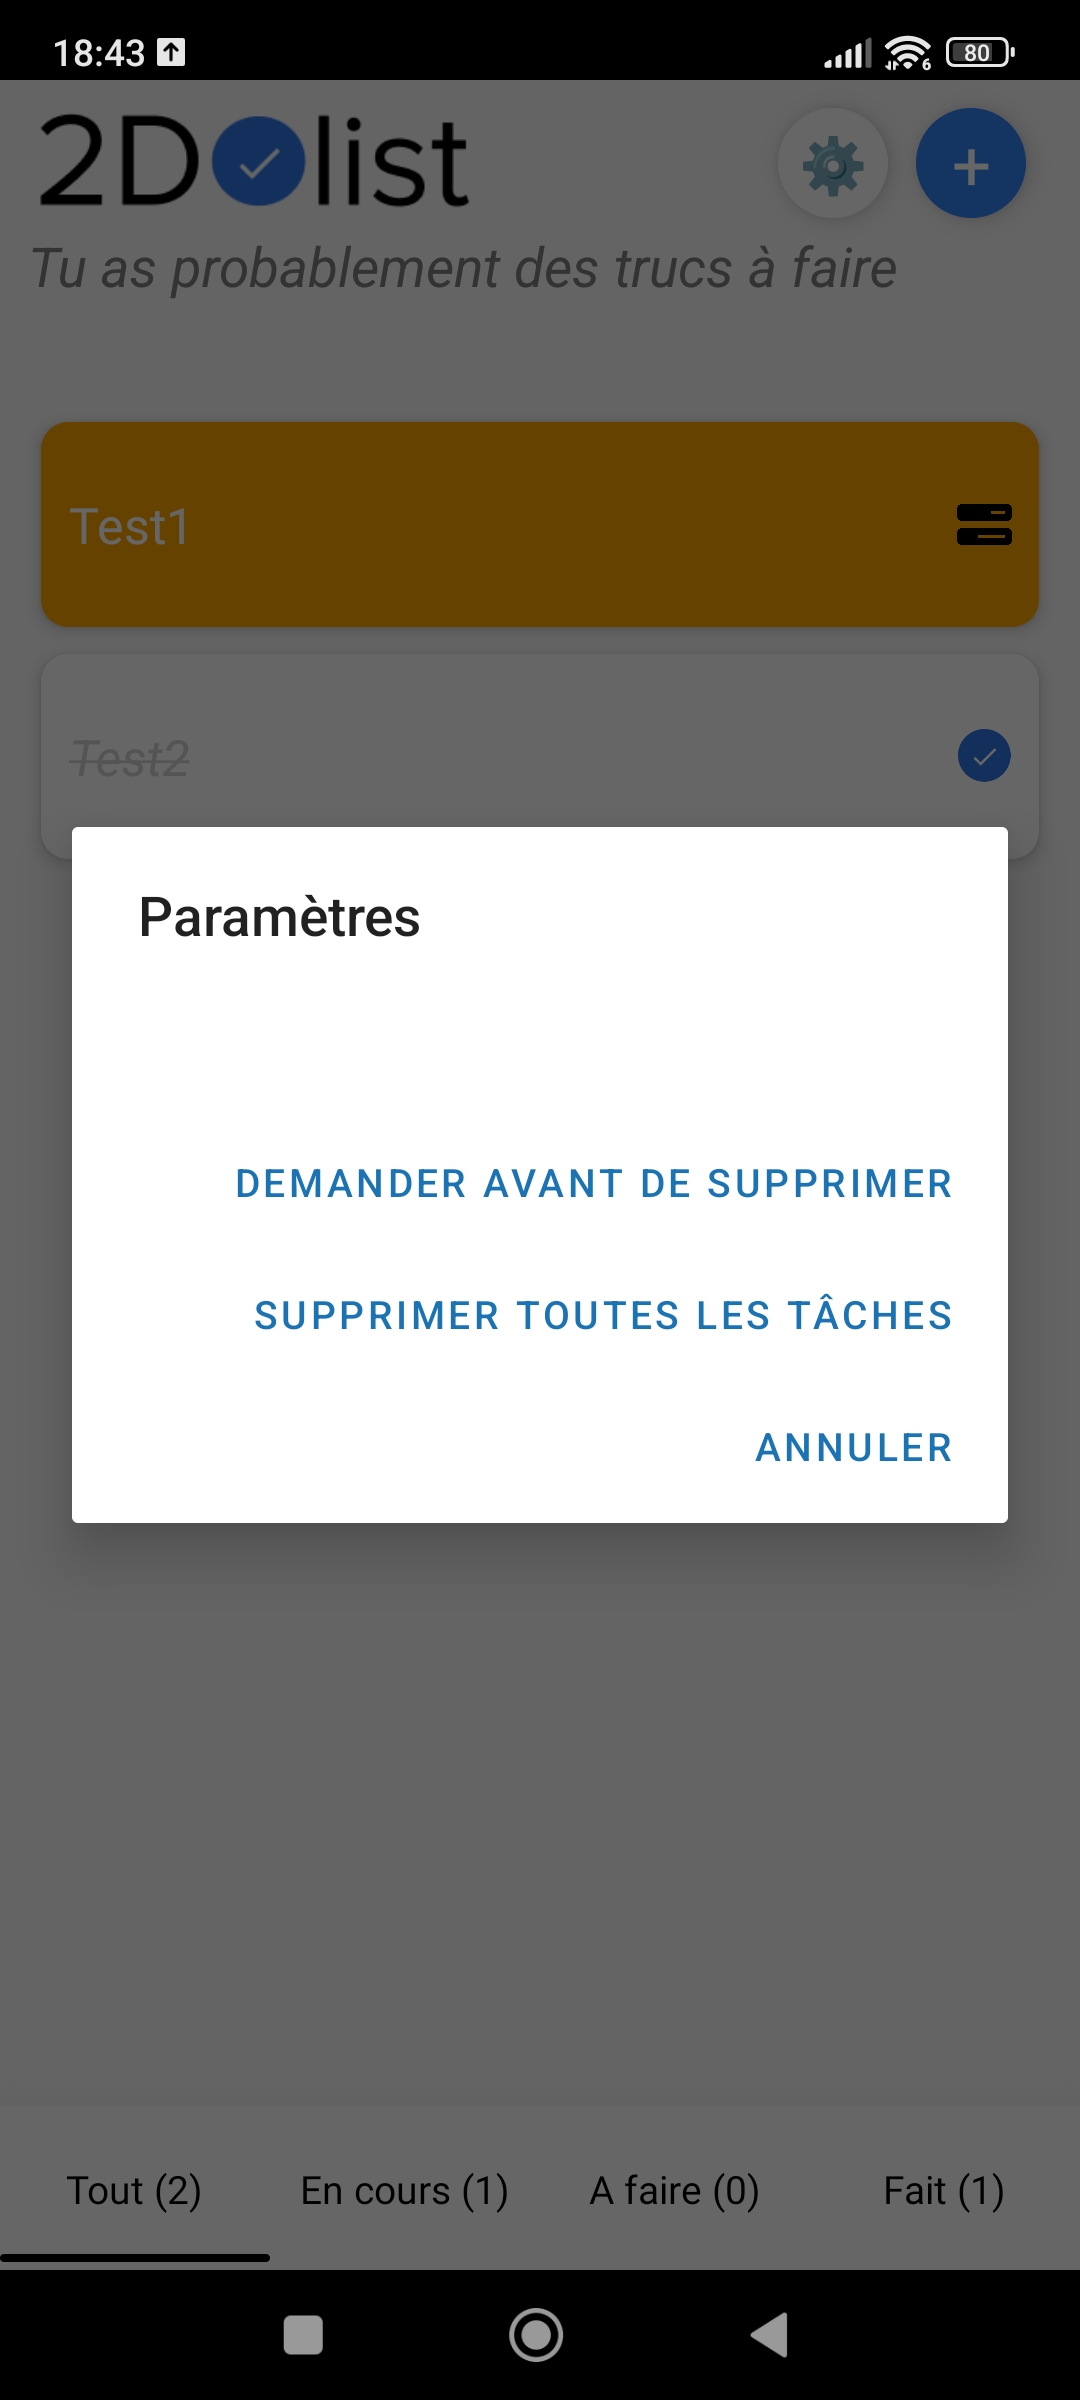 18:43
6
80
2D list
+
Tu as probablement des trucs à faire
Test1
Test2
Paramètres
DEMANDER AVANT DE SUPPRIMER
SUPPRIMER TOUTES LES TÂCHES
ANNULER
Tout (2) En cours (1) A faire (0) Fait (1)